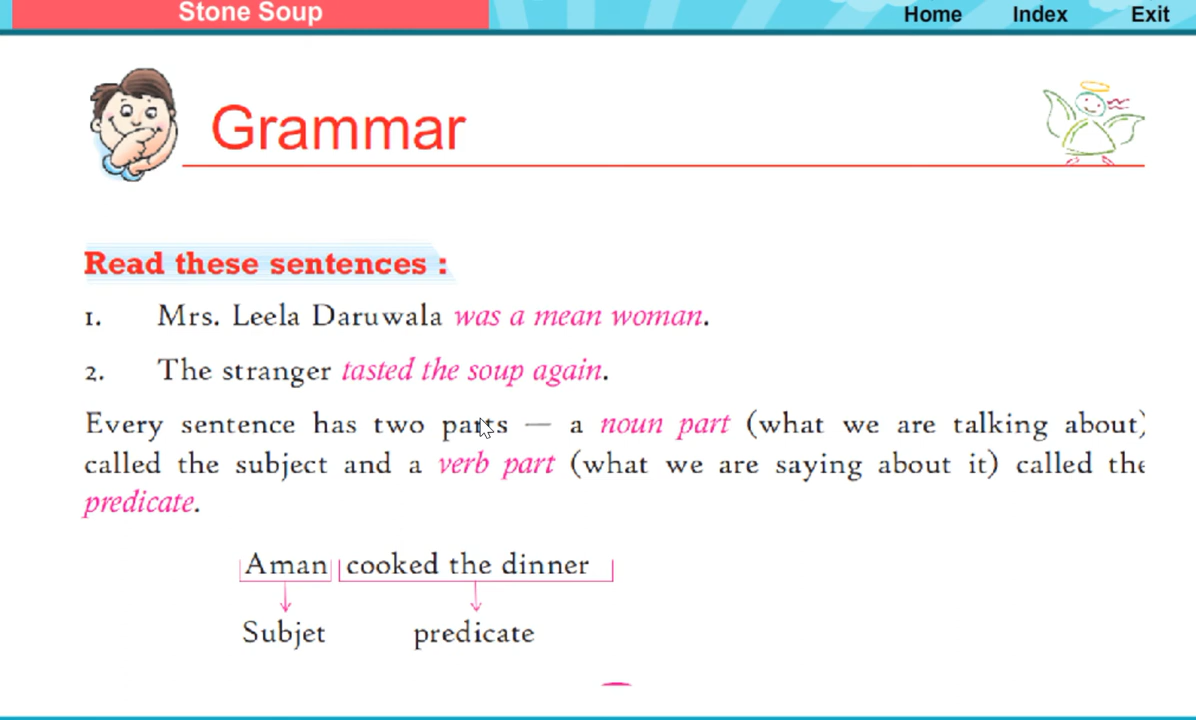 Stone Soup
Home Index Exit
Grammar
Read these sentences :
1. Mrs. Leela Daruwala was a mean woman.
2. The stranger tasted the soup again.
Every sentence has two parts — a noun part (what we are talking about)
called the subject and a verb part (what we are saying about it) called the
predicate.
Aman cooked the dinner
Subjet predicate